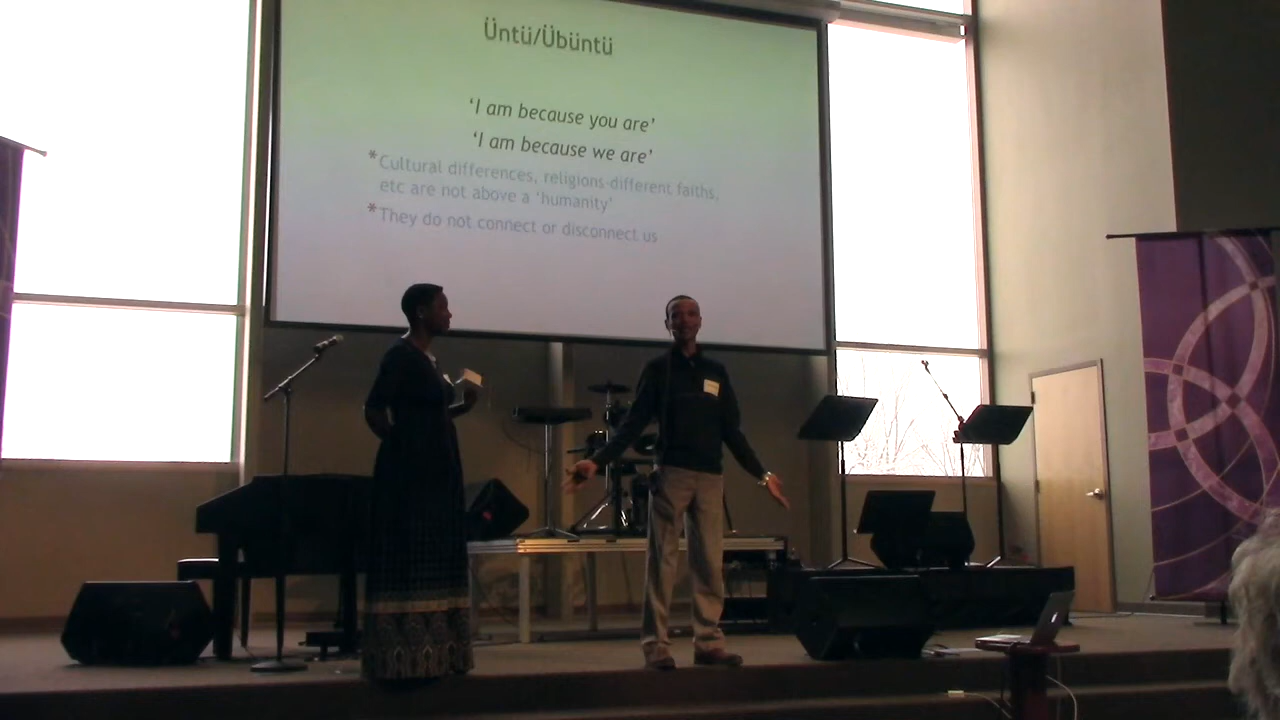 Üntü/Übüntü
‘I am because you are’
‘I am because we are’
*Cultural differences, religions-different faiths,
etc are not above a ‘humanity’
*They do not connect or disconnect us